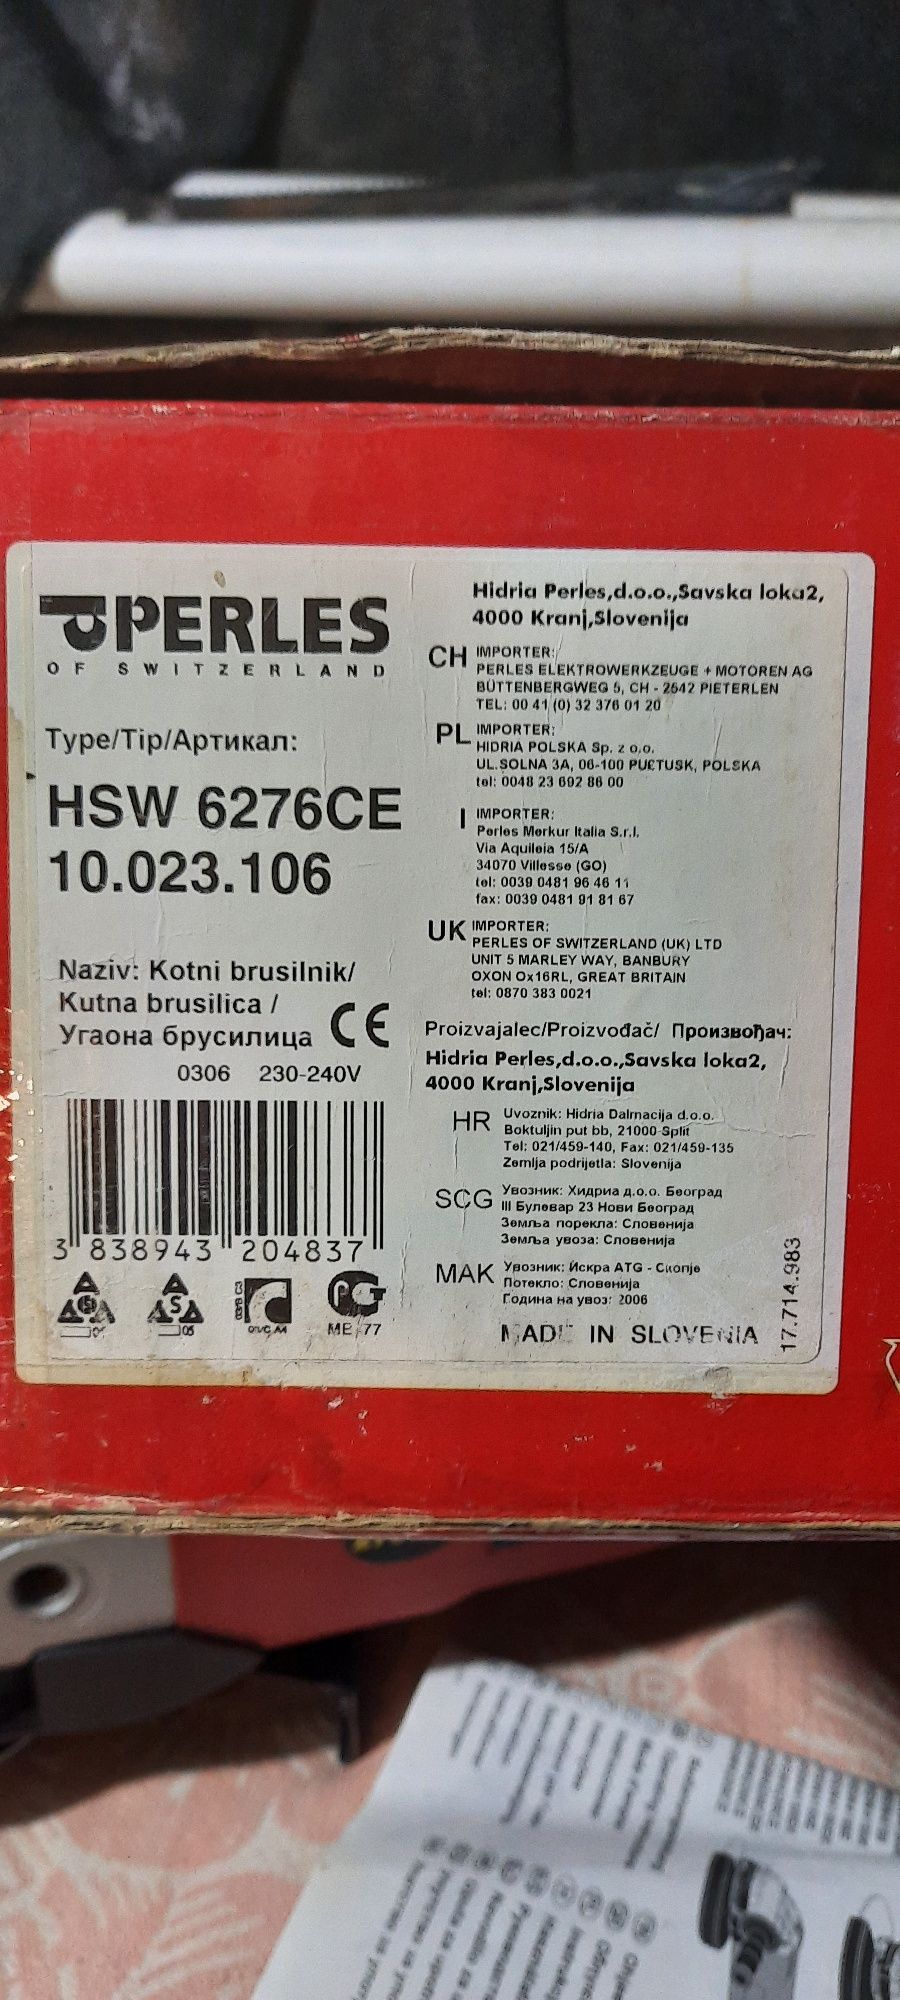 PERLES
OF SWITZERLAND
Type/Tip/Артикал:
HSW 6276CE
10.023.106
Naziv: Kotni brusilnik/
Kutna brusilica /
Угаона брусилица
CE
0306 230-240V
3 838943 204837
Hidria Perles,d.o.o.,Savska loka2,
4000 Kranj,Slovenija
CH IMPORTER:
PERLES ELEKTROWERKZEUGE + MOTOREN AG
BÜTTENBERGWEG 5, CH - 2542 PIETERLEN
TEL: 00 41 (0) 32 376 01 20
PL IMPORTER:
HIDRIA POLSKA Sp. z o.o.
UL.SOLNA 3A, 06-100 PUŁTUSK, POLSKA
tel: 0048 23 692 86 00
I IMPORTER:
Perles Merkur Italia S.r.l.
Via Aquileia 15/A
34070 Villesse (GO)
tel: 0039 0481 96 46 11
fax: 0039 0481 91 81 67
UK IMPORTER:
PERLES OF SWITZERLAND (UK) LTD
UNIT 5 MARLEY WAY, BANBURY
OXON Ox16RL, GREAT BRITAIN
tel: 0870 383 0021
Proizvajalec/Proizvođač/ Произвођач:
Hidria Perles,d.o.o.,Savska loka2,
4000 Kranj,Slovenija
HR Uvoznik: Hidria Dalmacija d.o.o.
Boktuljin put bb, 21000 Split
Tel: 021/459-140, Fax: 021/459-135
Zemlja podrijetla: Slovenija
SCG Увозник: Хидриа д.о.о. Београд
III Булевар 23 Нови Београд
Земља порекла: Словенија
Земља увоза: Словенија
MAK Увозник: Искра ATG - Скопје
Потекло: Словенија
Година на увоз: 2006
MADE IN SLOVENIA
17.714.983
ME 77